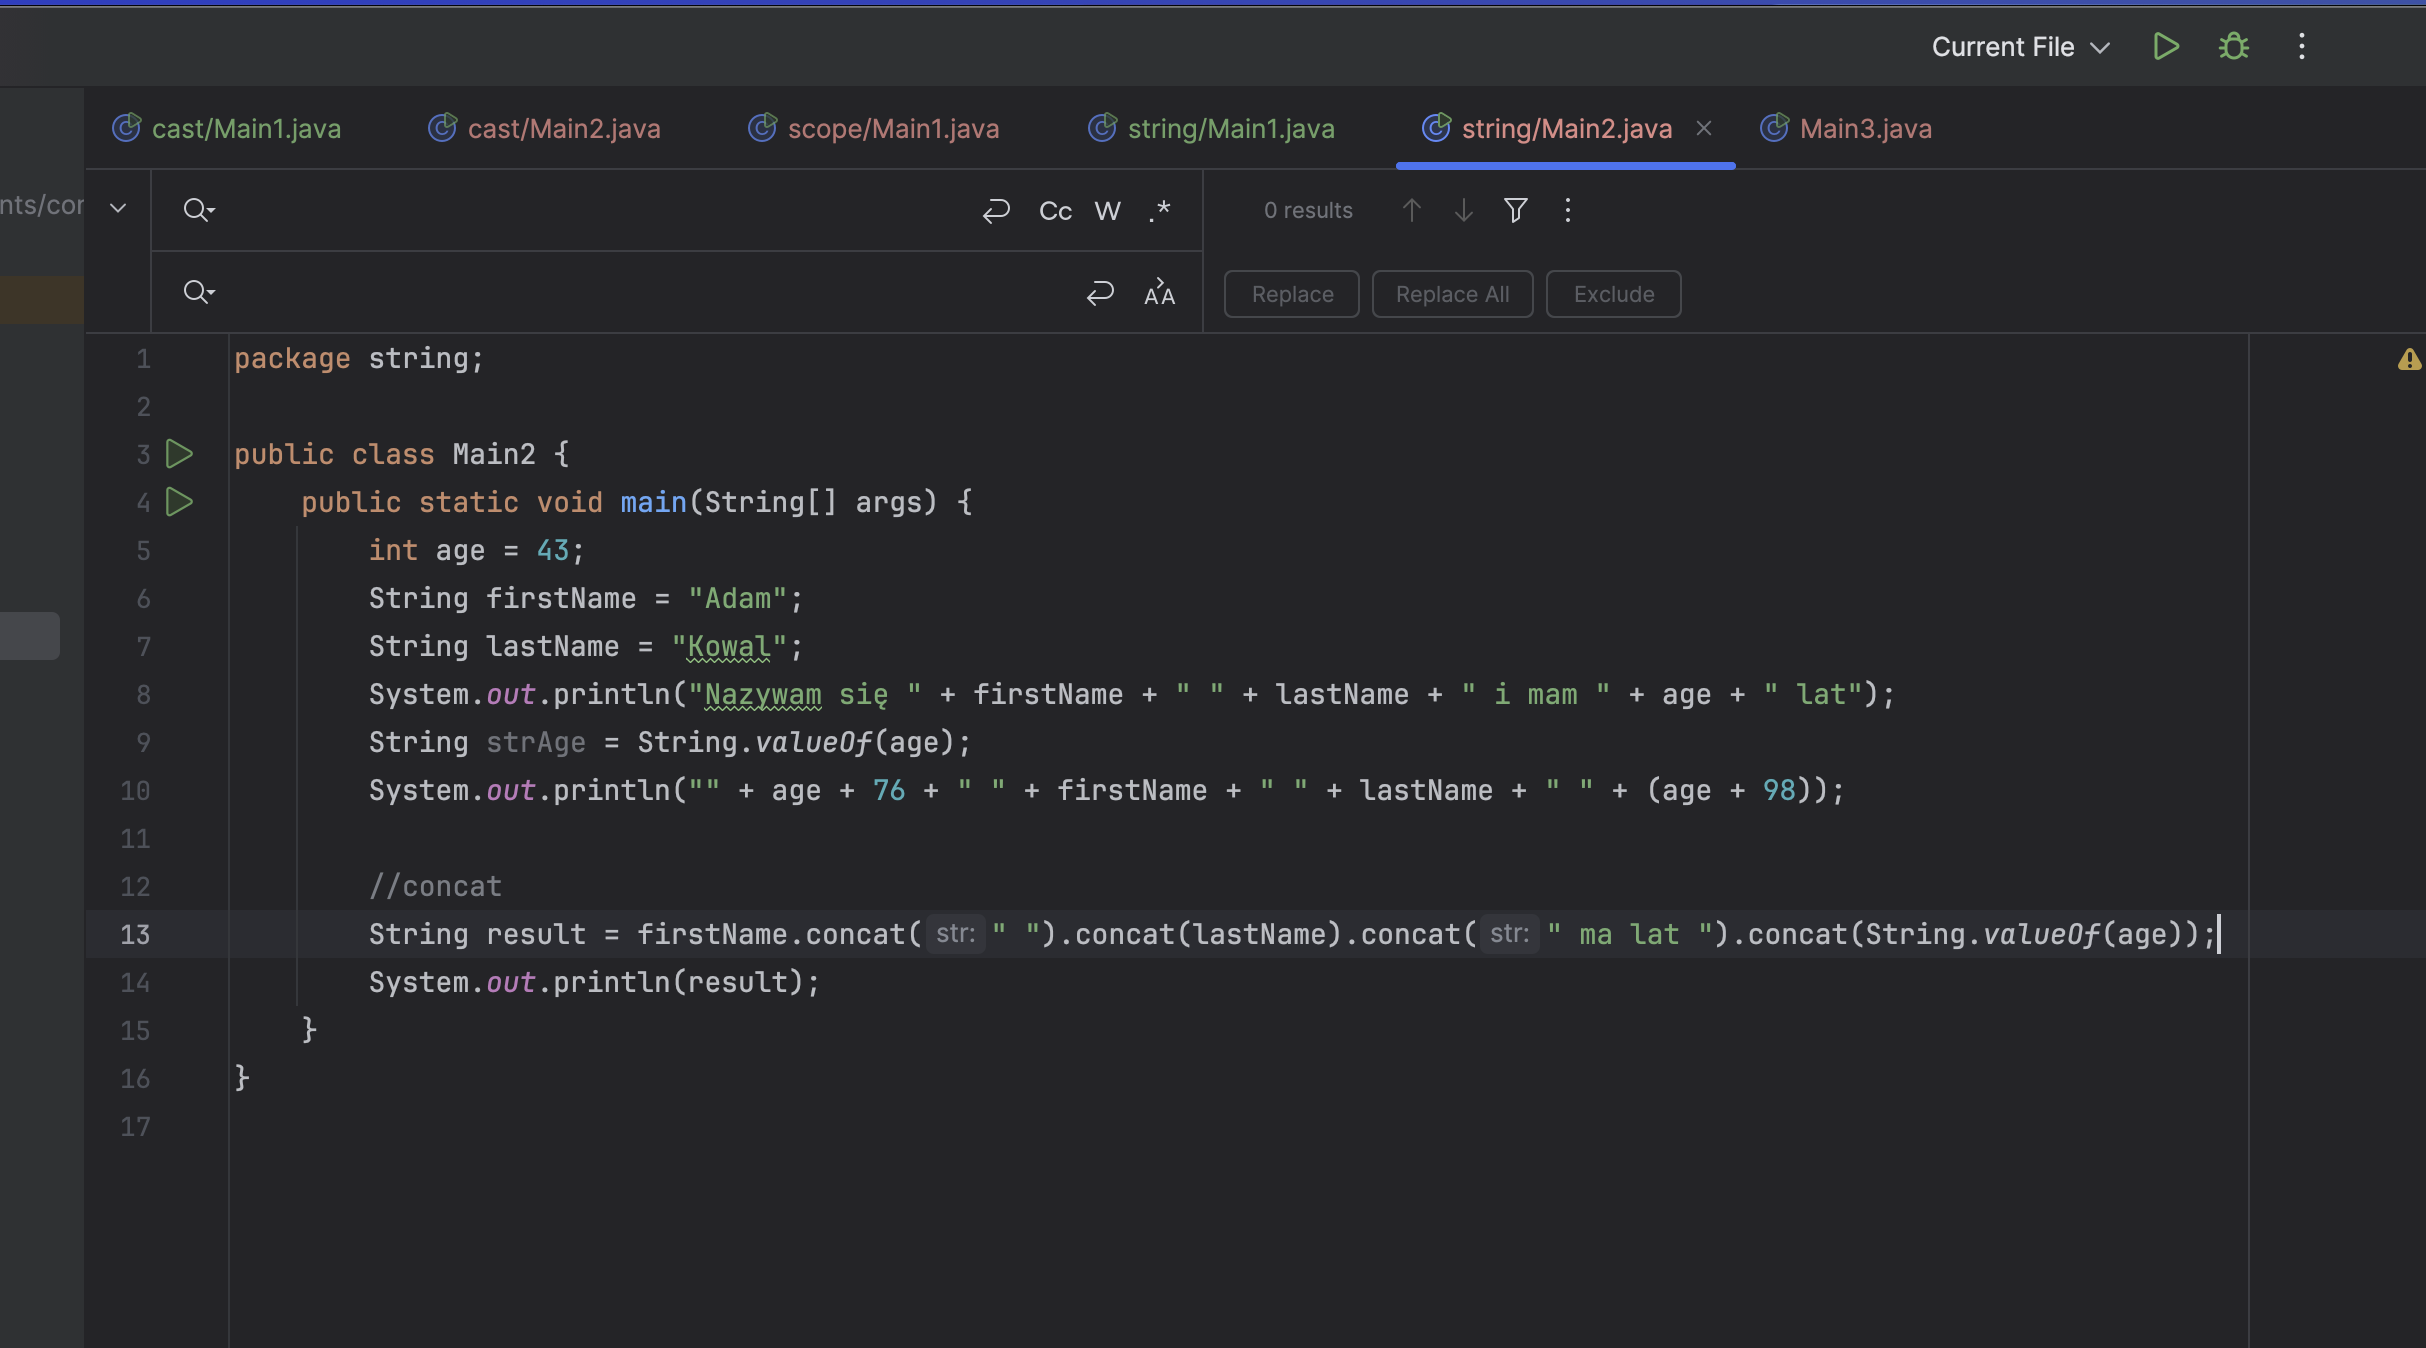 Current File
cast/Main1.java cast/Main2.java scope/Main1.java string/Main1.java string/Main2.java Main3.java
nts/cor
Cc W .* 0 results
Replace Replace All Exclude
1 package string;
2
3 public class Main2 {
4 public static void main(String[] args) {
5 int age = 43;
6 String firstName = "Adam";
7 String lastName = "Kowal";
8 System.out.println("Nazywam się " + firstName + " " + lastName + " i mam " + age + " lat");
9 String strAge = String.valueOf(age);
10 System.out.println("" + age + 76 + " " + firstName + " " + lastName + " " + (age + 98));
11
12 //concat
13 String result = firstName.concat( str: " ").concat(lastName).concat( str: " ma lat ").concat(String.valueOf(age));
14 System.out.println(result);
15 }
16 }
17